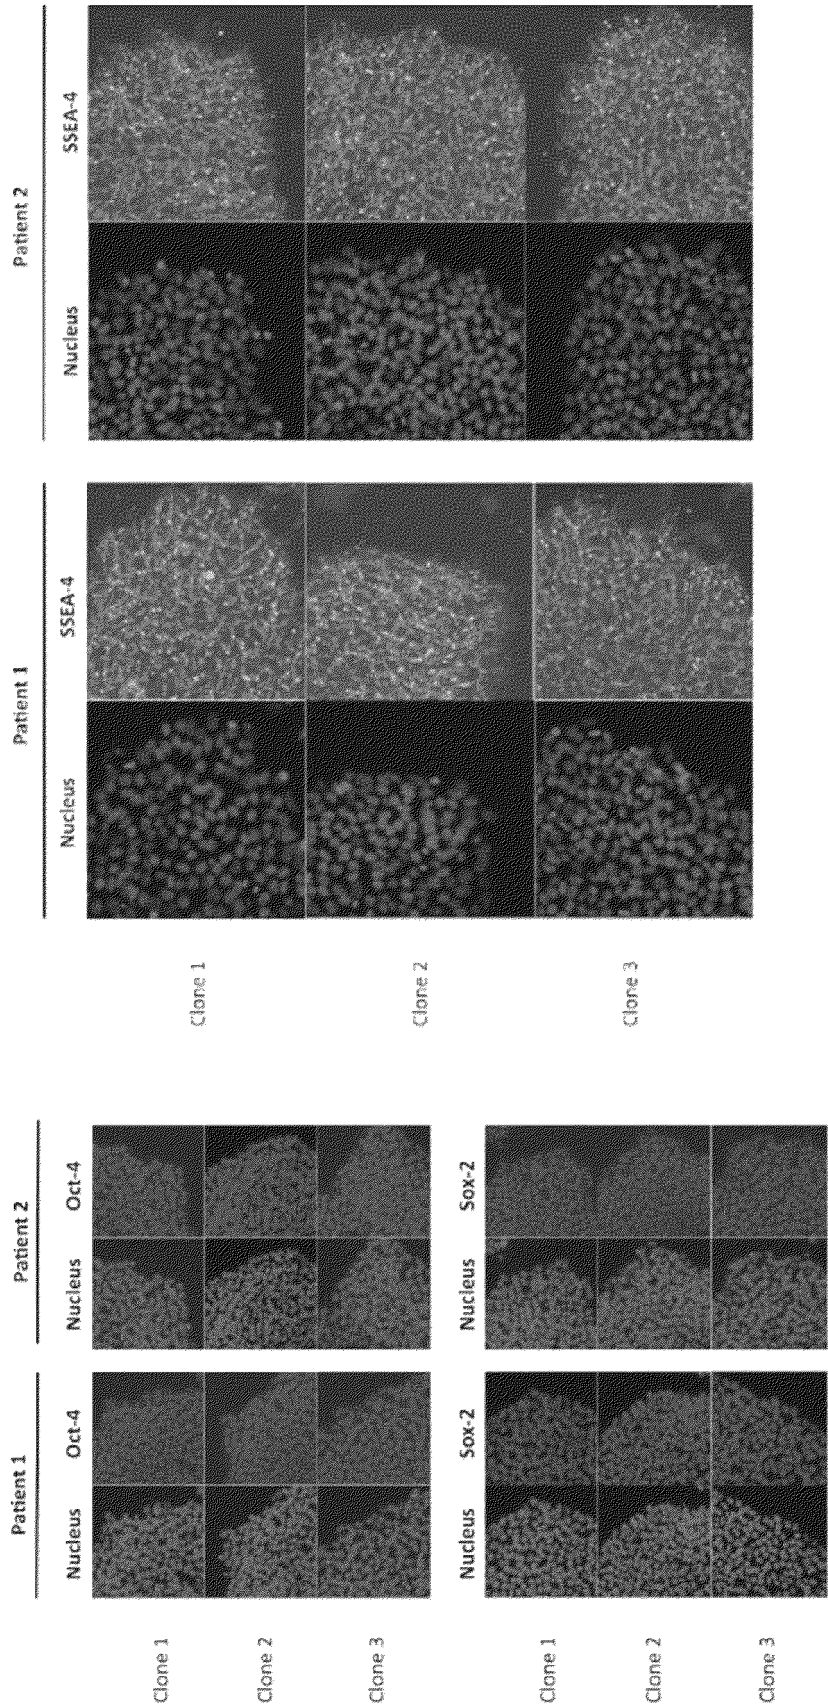 Patient 1 Patient 2
Nucleus Oct-4 Nucleus Oct-4
Clone 1
Clone 2
Clone 3
Nucleus Sox-2 Nucleus Sox-2
Clone 1
Clone 2
Clone 3
Patient 1 Patient 2
Nucleus SSEA-4 Nucleus SSEA-4
Clone 1
Clone 2
Clone 3